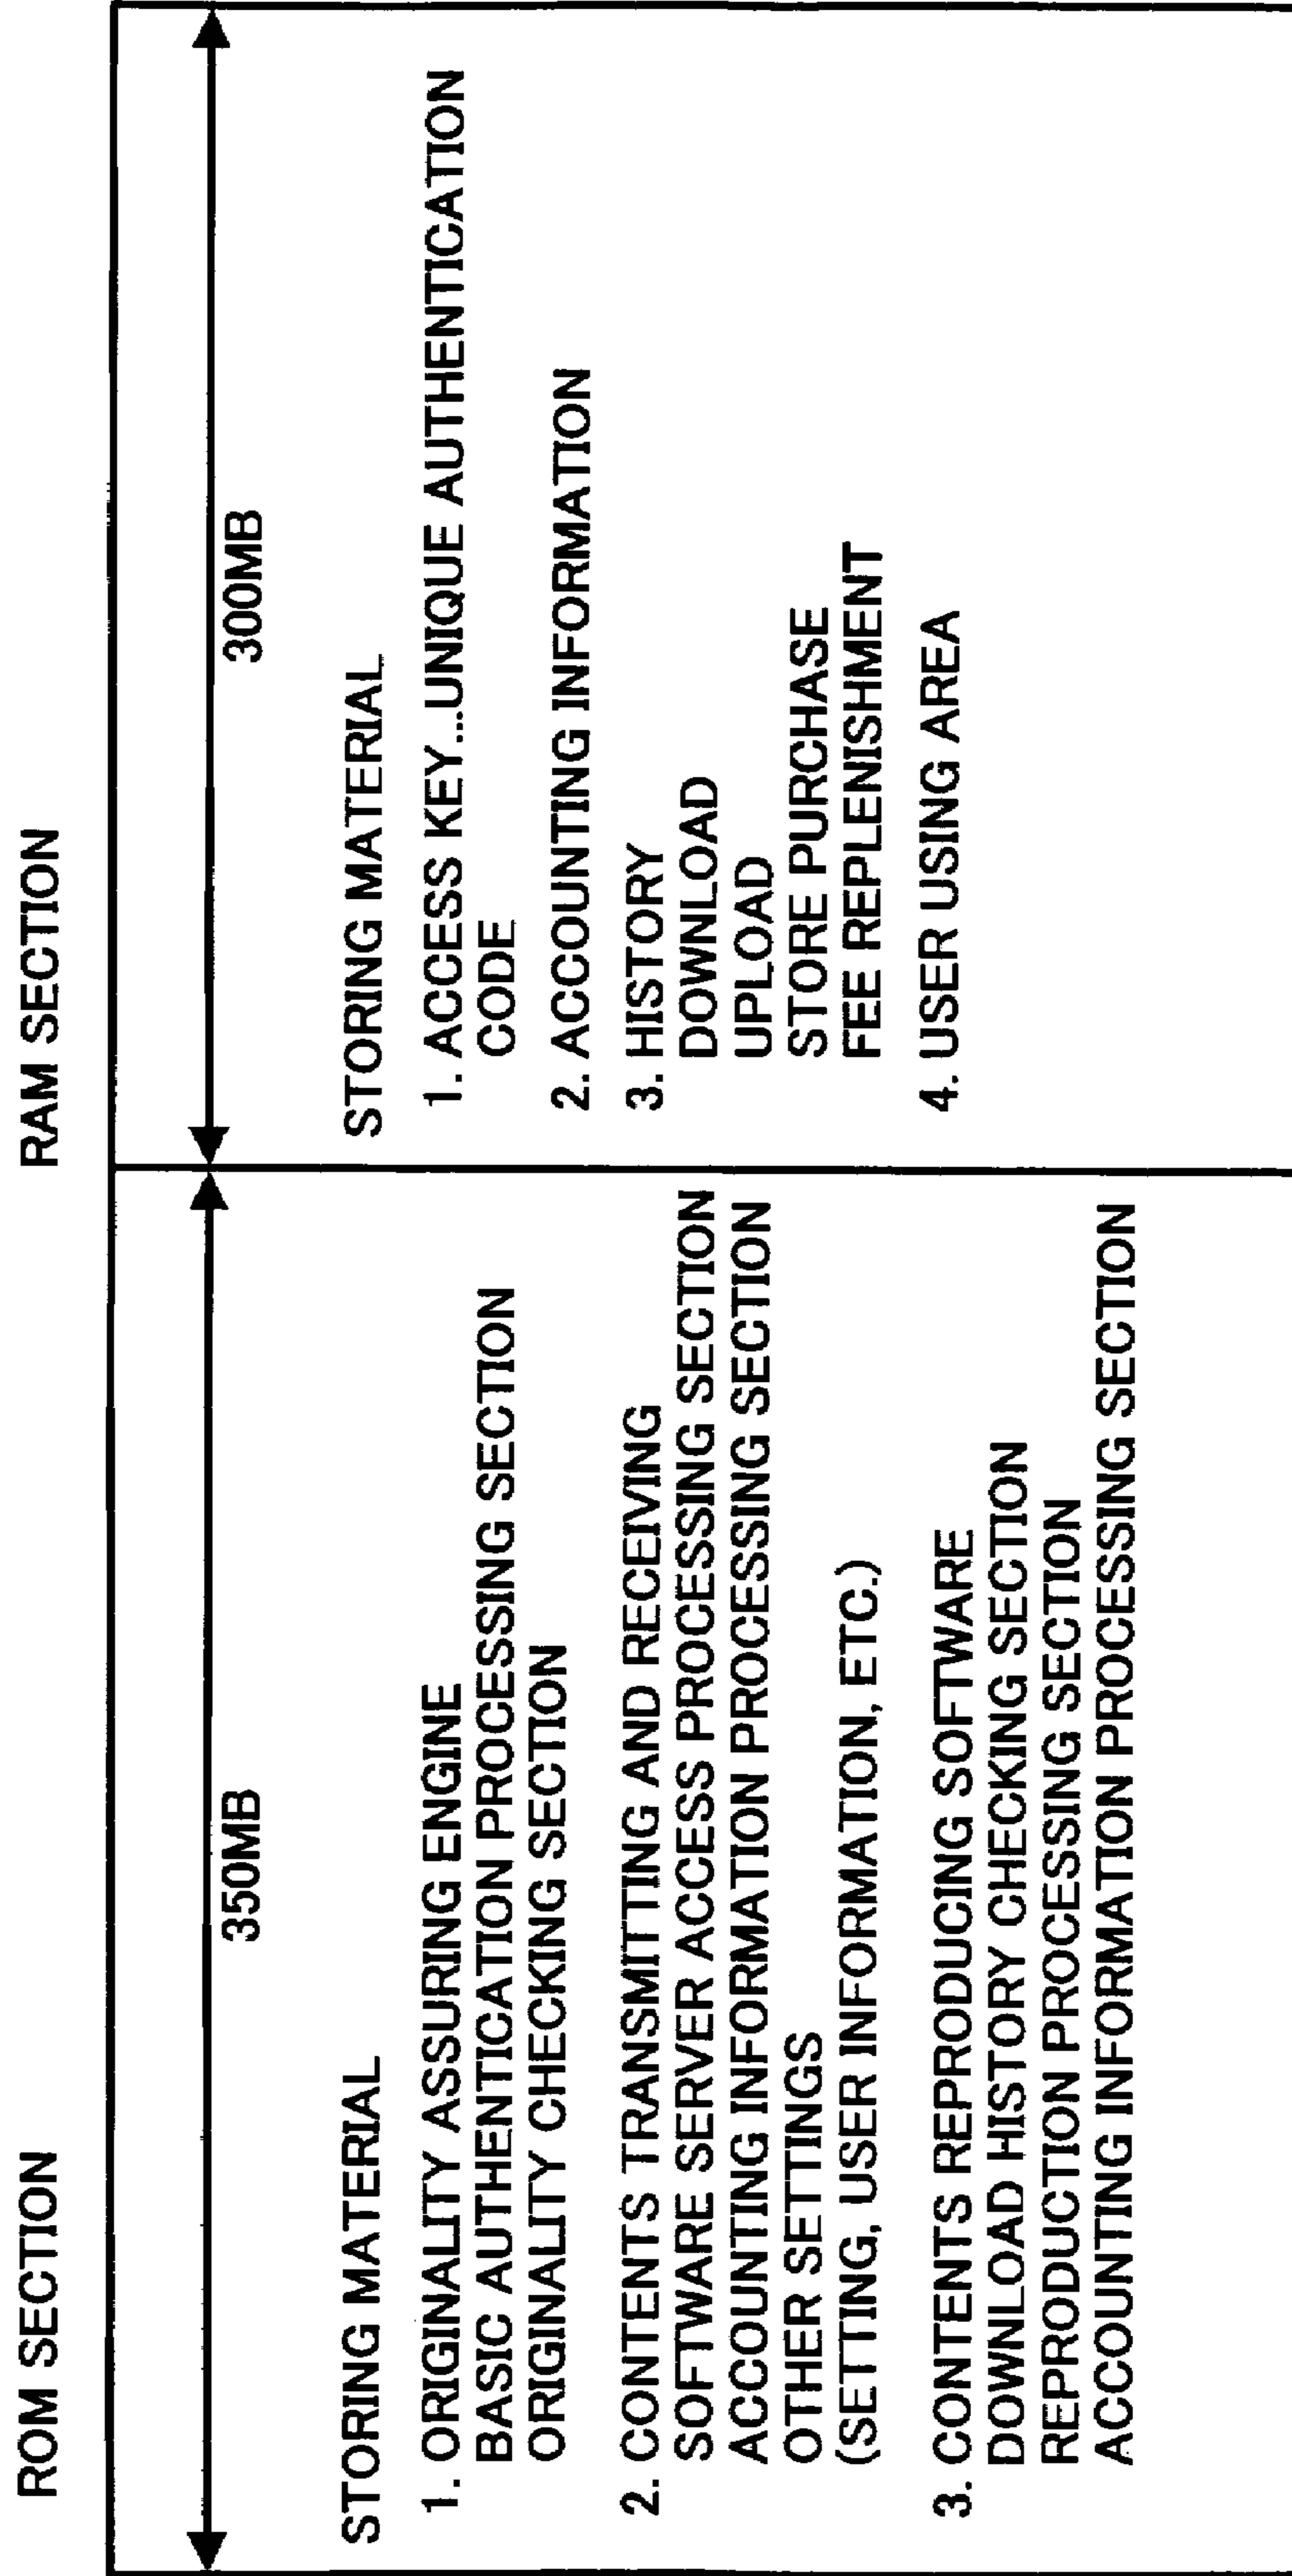 ROM SECTION
350MB
STORING MATERIAL
1. ORIGINALITY ASSURING ENGINE
BASIC AUTHENTICATION PROCESSING SECTION
ORIGINALITY CHECKING SECTION
2. CONTENTS TRANSMITTING AND RECEIVING
SOFTWARE SERVER ACCESS PROCESSING SECTION
ACCOUNTING INFORMATION PROCESSING SECTION
OTHER SETTINGS
(SETTING, USER INFORMATION, ETC.)
3. CONTENTS REPRODUCING SOFTWARE
DOWNLOAD HISTORY CHECKING SECTION
REPRODUCTION PROCESSING SECTION
ACCOUNTING INFORMATION PROCESSING SECTION
RAM SECTION
300MB
STORING MATERIAL
1. ACCESS KEY...UNIQUE AUTHENTICATION
CODE
2. ACCOUNTING INFORMATION
3. HISTORY
DOWNLOAD
UPLOAD
STORE PURCHASE
FEE REPLENISHMENT
4. USER USING AREA